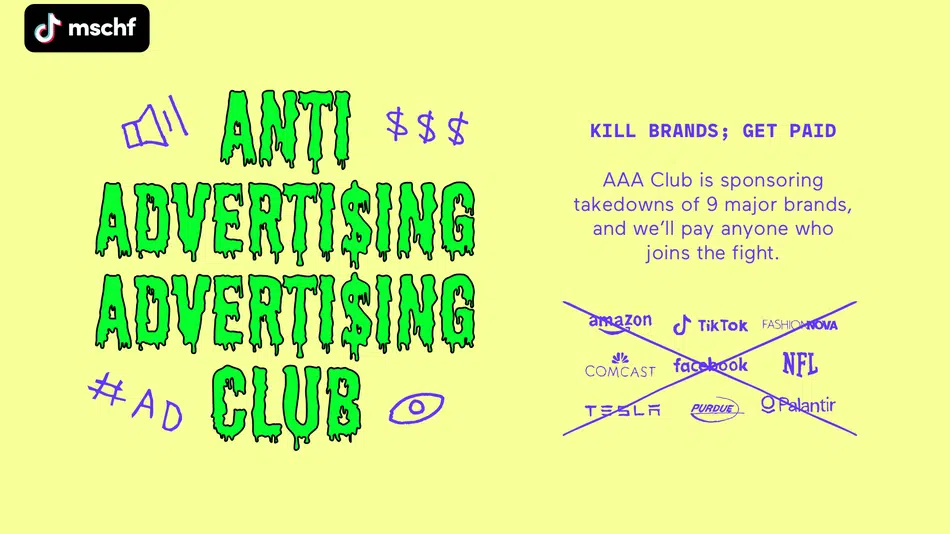 mschf
ANTI
$$$
ADVERTI$ING
ADVERTI$ING
CLUB
#AD
KILL BRANDS; GET PAID
AAA Club is sponsoring
takedowns of 9 major brands,
and we'll pay anyone who
joins the fight.
amazon TikTok FASHIONNOVA
COMCAST facebook NFL
TESLA PURDUE Palantir